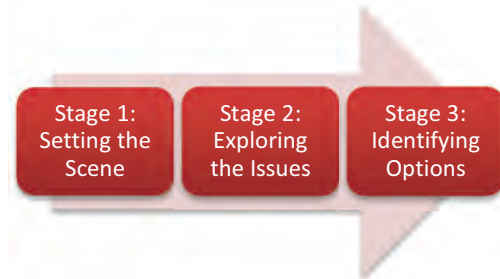 Stage 1:
Setting the
Scene
Stage 2:
Exploring
the Issues
Stage 3:
Identifying
Options